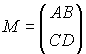 M = ( AB
CD )